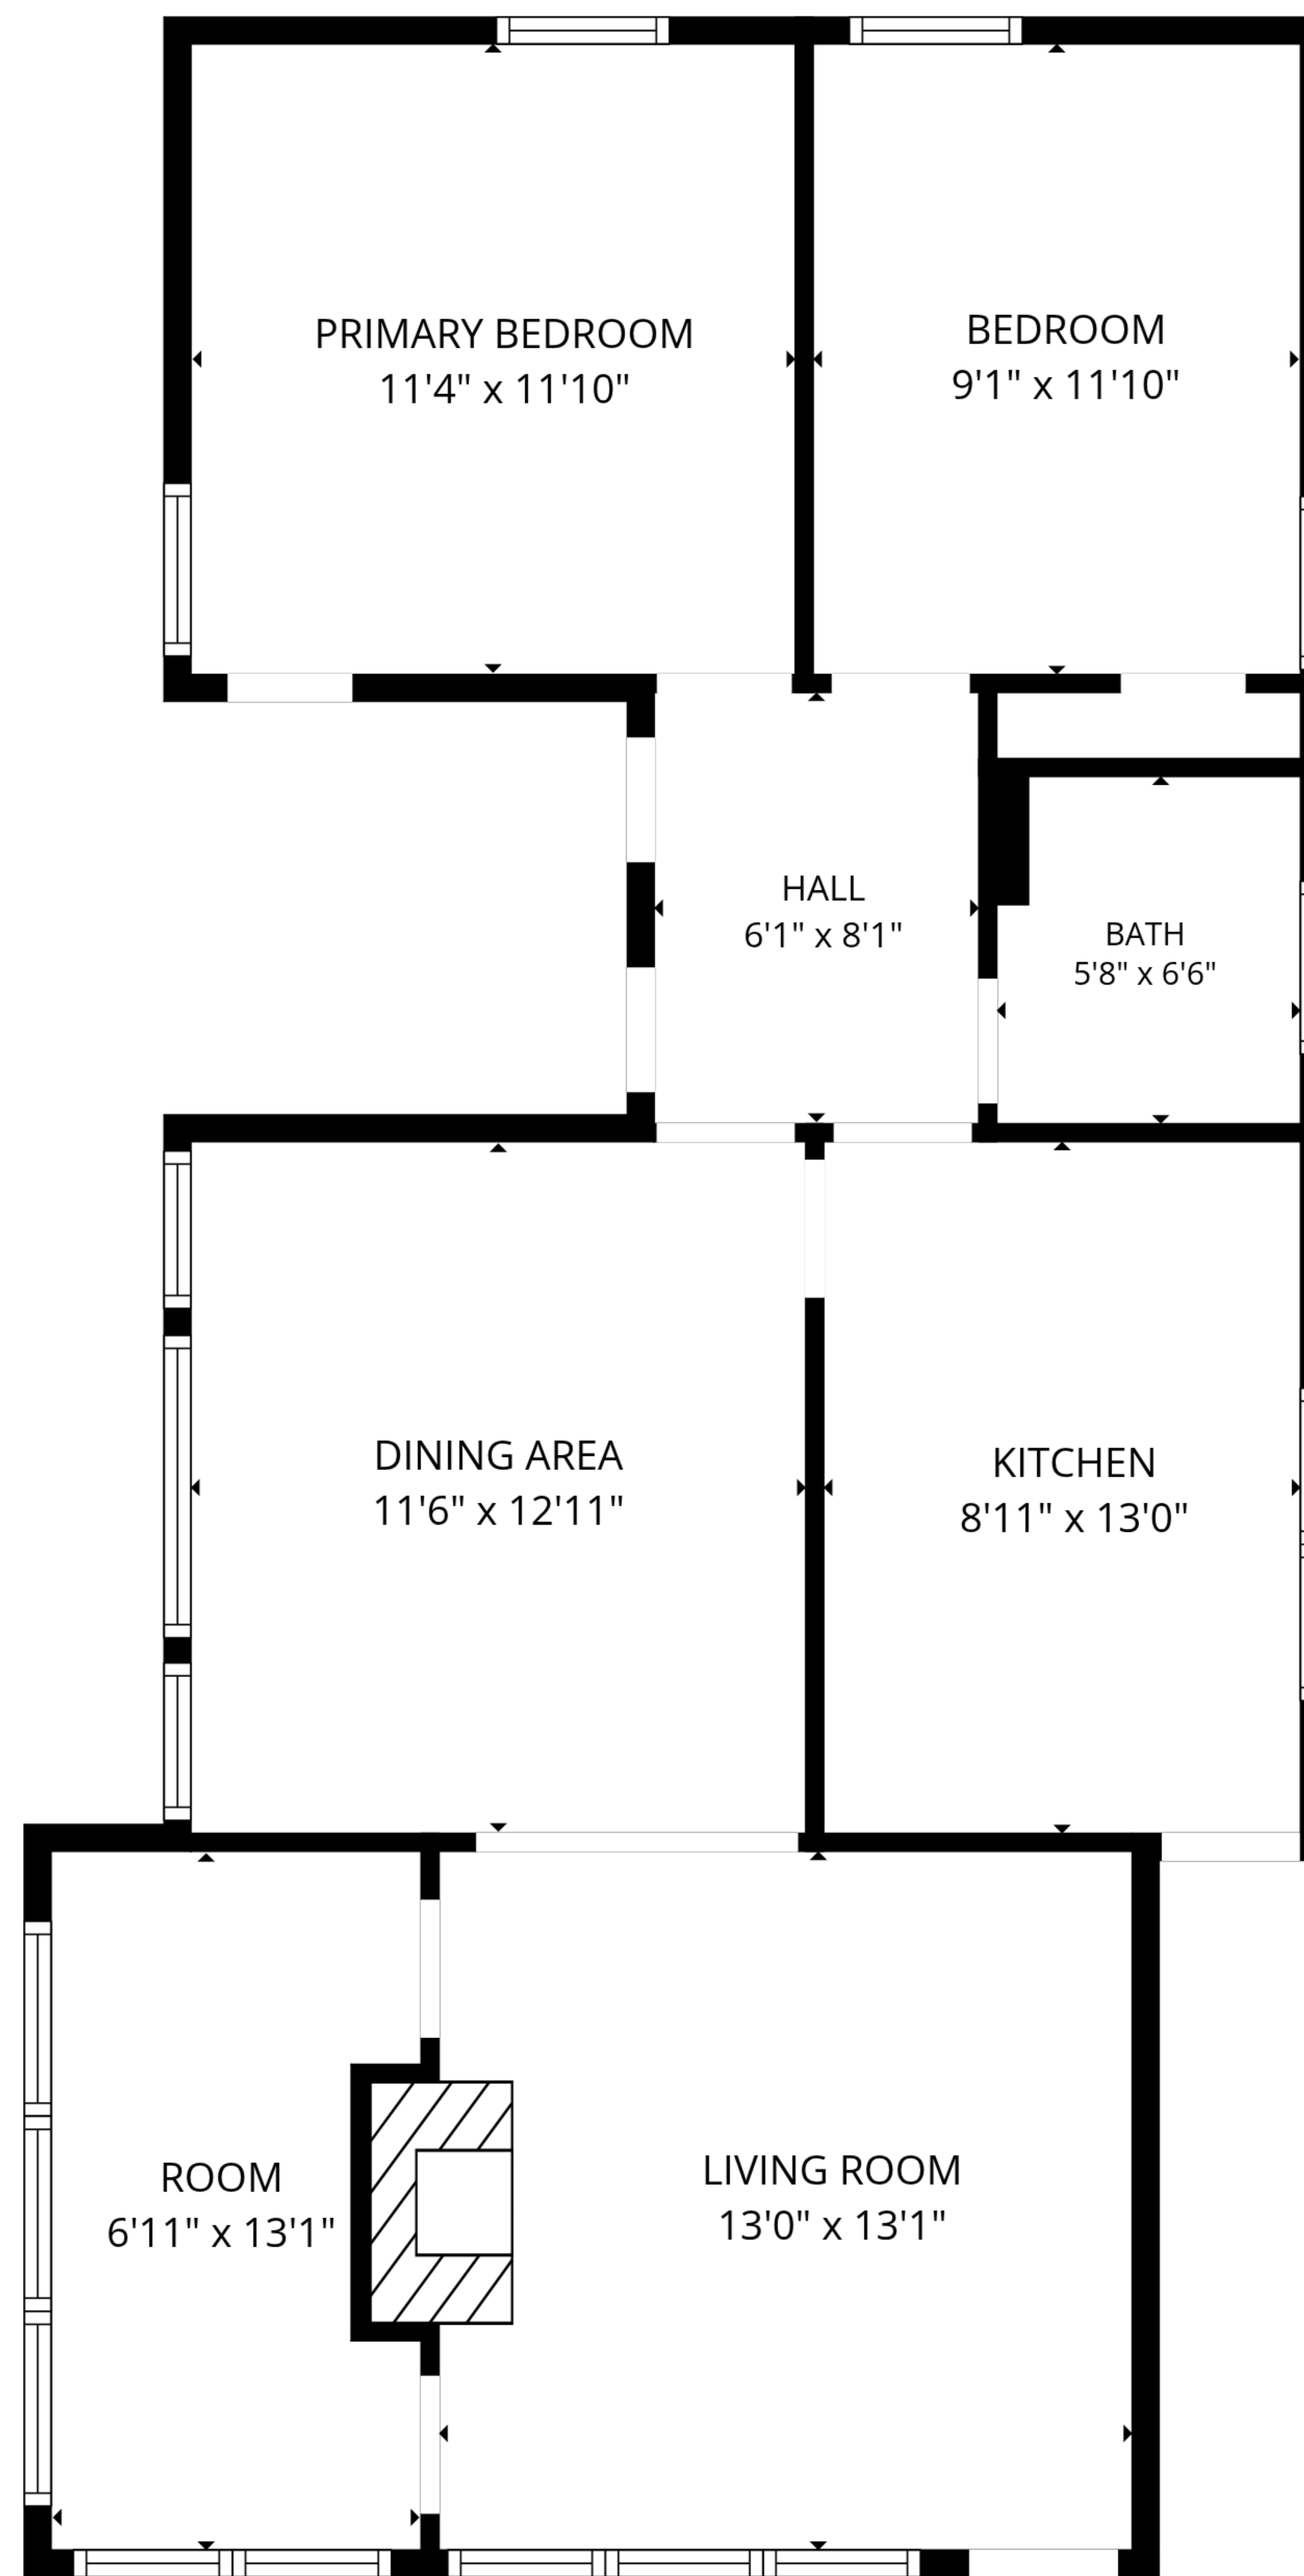 PRIMARY BEDROOM
11'4" x 11'10"
BEDROOM
9'1" x 11'10"
HALL
6'1" x 8'1"
BATH
5'8" x 6'6"
DINING AREA
11'6" x 12'11"
KITCHEN
8'11" x 13'0"
ROOM
6'11" x 13'1"
LIVING ROOM
13'0" x 13'1"